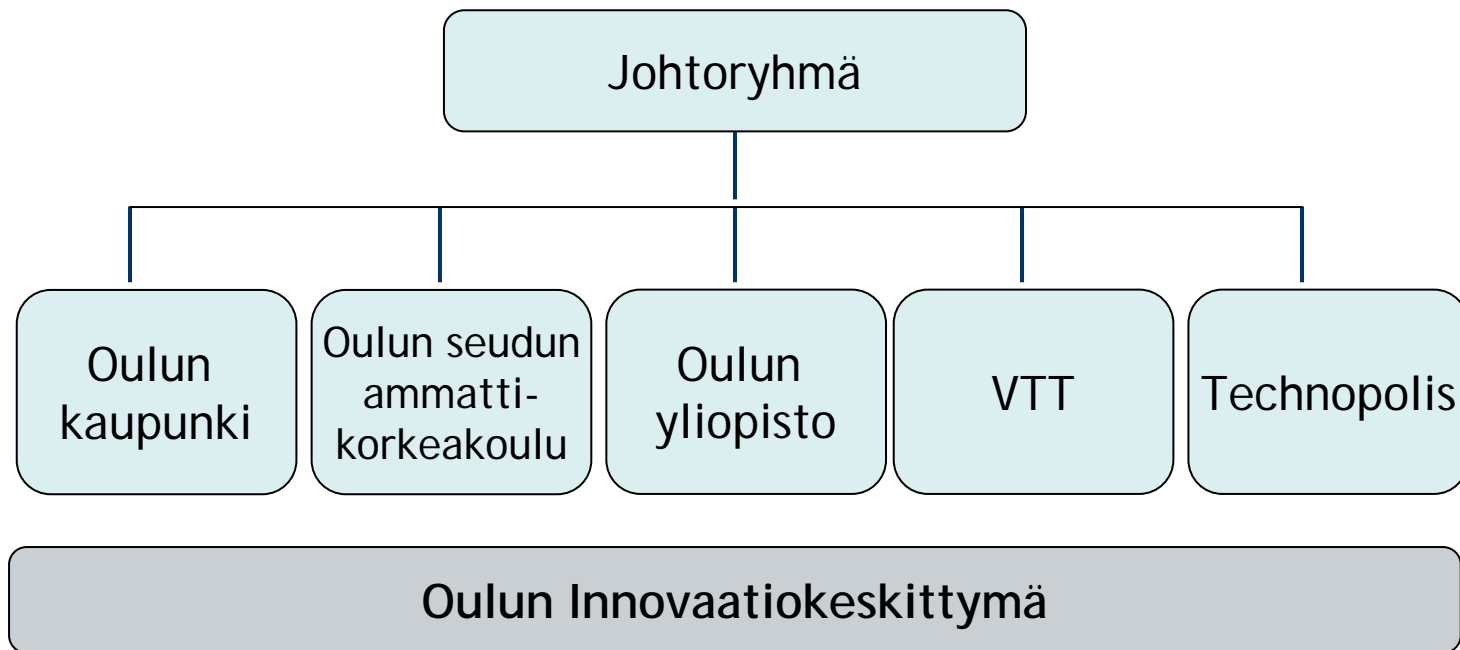 Johtoryhmä
Oulun
kaupunki
Oulun seudun
ammatti-
korkeakoulu
Oulun
yliopisto
VTT
Technopolis
Oulun Innovaatiokeskittymä